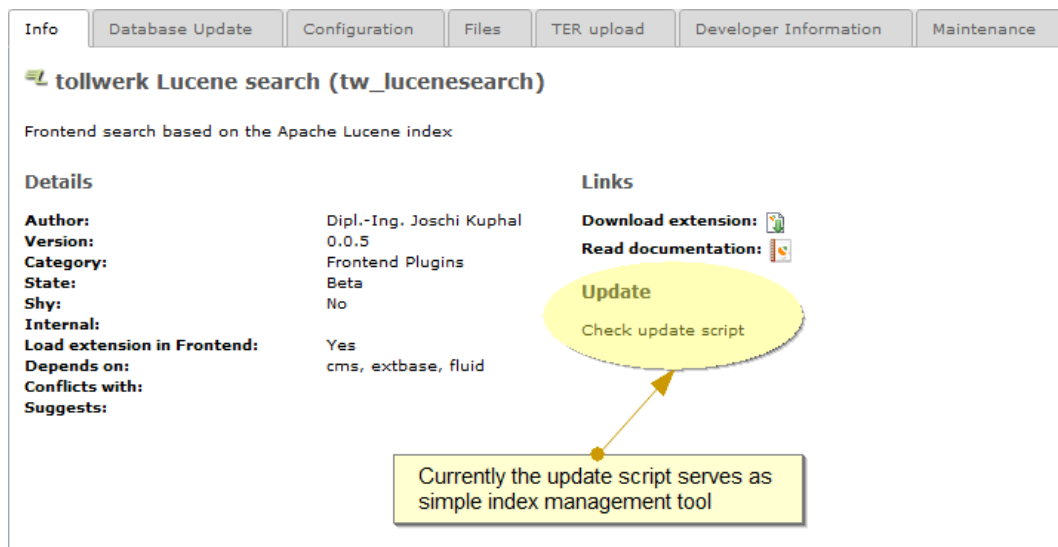 Info Database Update Configuration Files TER upload Developer Information Maintenance
tollwerk Lucene search (tw_lucenesearch)
Frontend search based on the Apache Lucene index
Details
Author: Dipl.-Ing. Joschi Kuphal
Version: 0.0.5
Category: Frontend Plugins
State: Beta
Shy: No
Internal:
Load extension in Frontend: Yes
Depends on: cms, extbase, fluid
Conflicts with:
Suggests:
Links
Download extension:
Read documentation:
Update
Check update script
Currently the update script serves as
simple index management tool